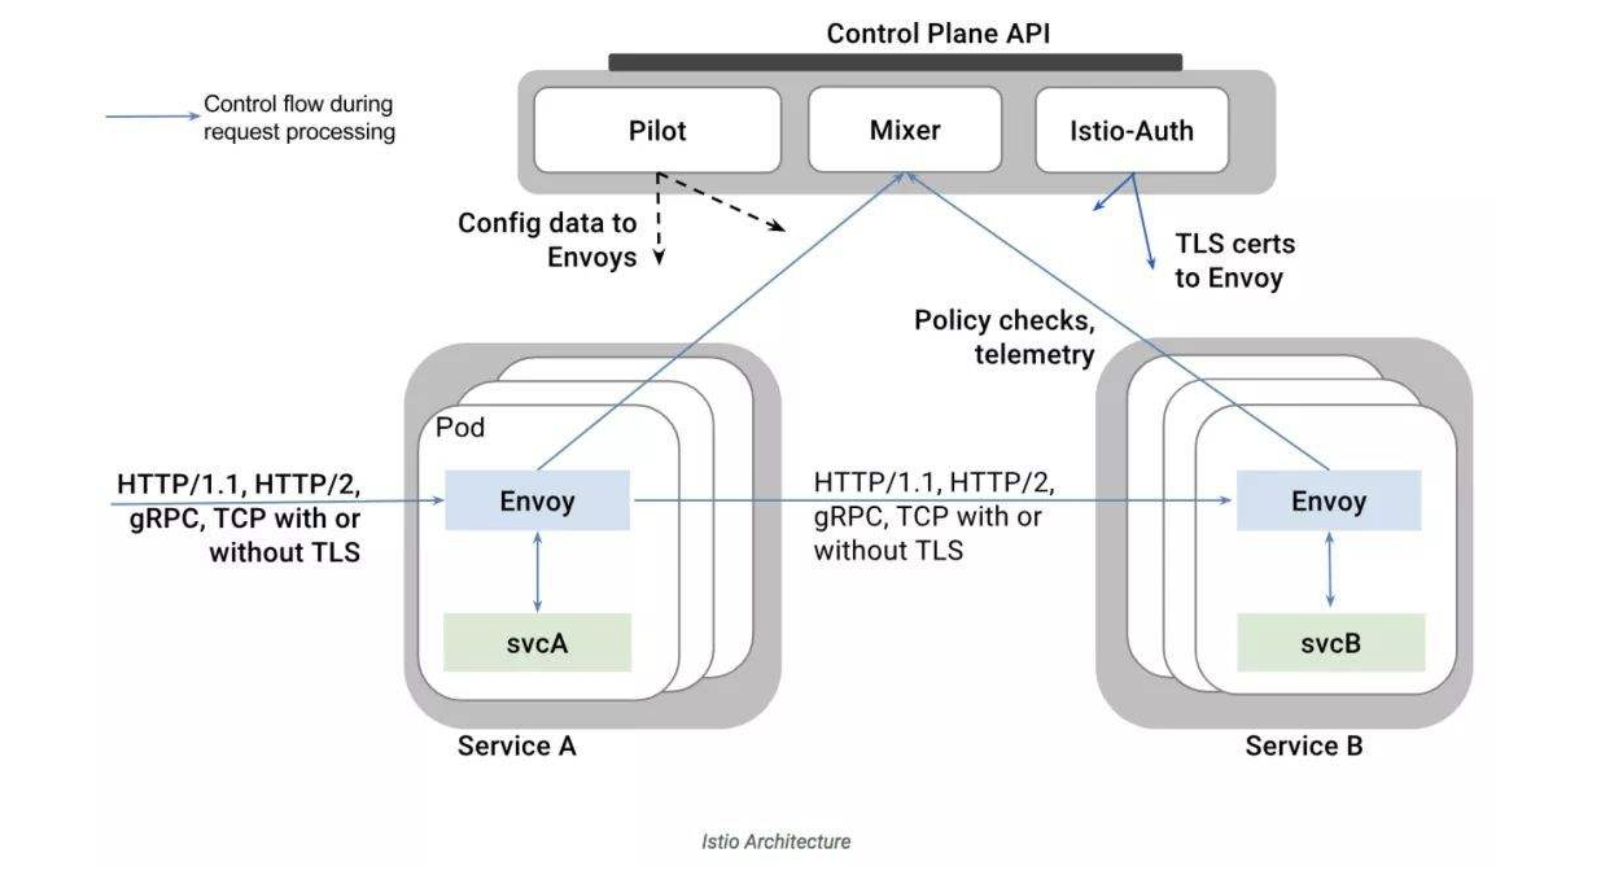 Control Plane API
Control flow during
request processing
Pilot
Mixer
Istio-Auth
Config data to
Envoys
TLS certs
to Envoy
Policy checks,
telemetry
Pod
HTTP/1.1, HTTP/2,
gRPC, TCP with or
without TLS
Envoy
HTTP/1.1, HTTP/2,
gRPC, TCP with or
without TLS
Envoy
svcA
svcB
Service A
Service B
Istio Architecture